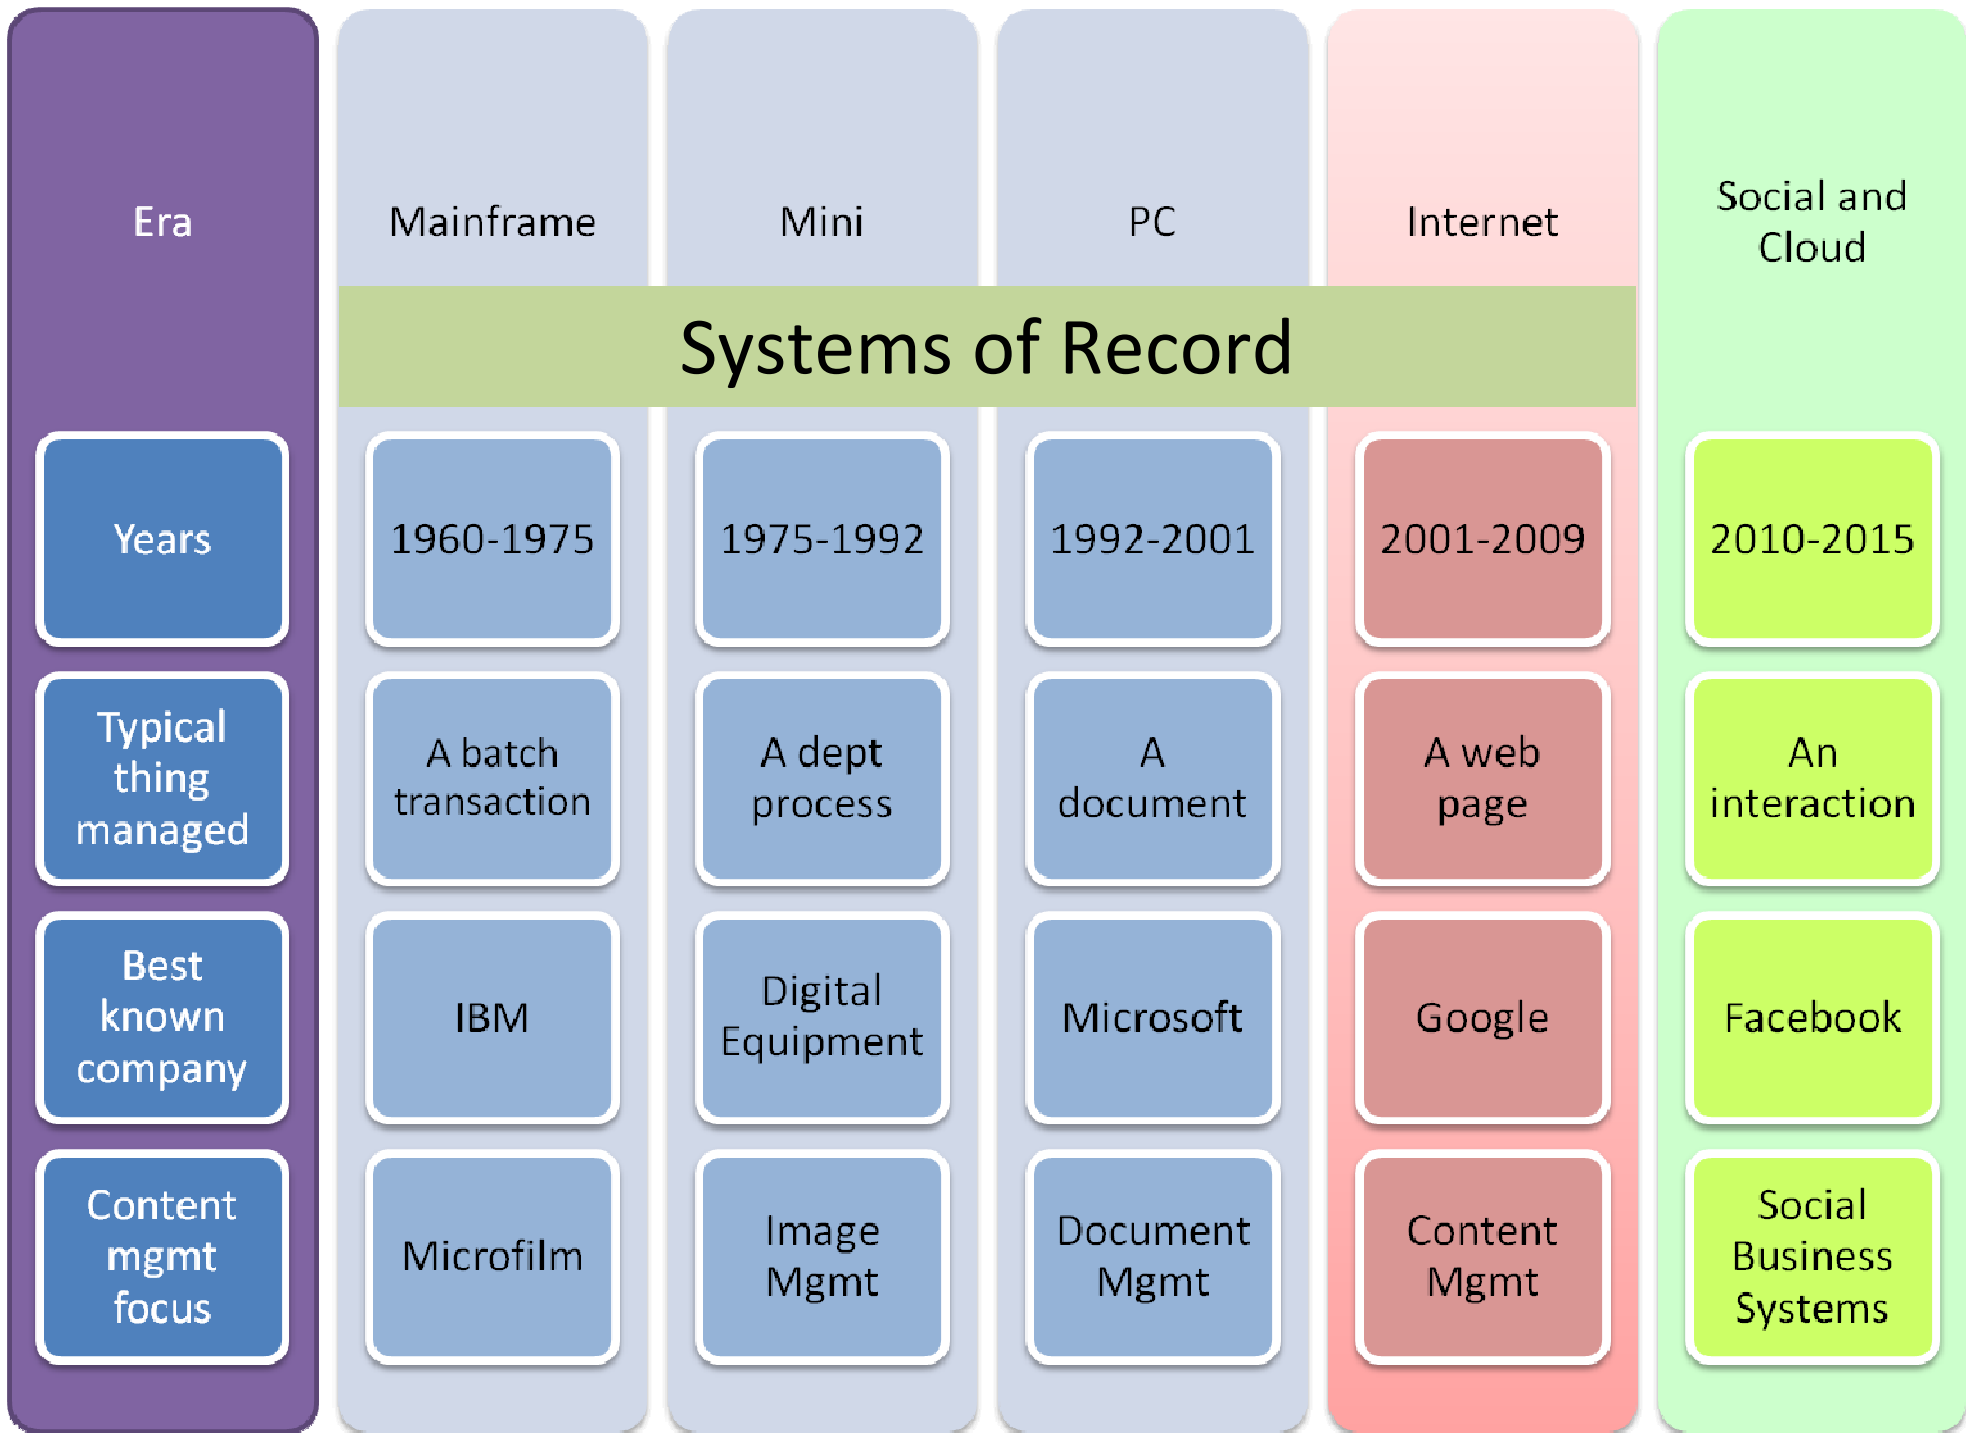 Era
Mainframe
Mini
PC
Internet
Social and
Cloud
Systems of Record
Years
1960-1975
1975-1992
1992-2001
2001-2009
2010-2015
Typical
thing
managed
A batch
transaction
A dept
process
A
document
A web
page
An
interaction
Best
known
company
IBM
Digital
Equipment
Microsoft
Google
Facebook
Content
mgmt
focus
Microfilm
Image
Mgmt
Document
Mgmt
Content
Mgmt
Social
Business
Systems